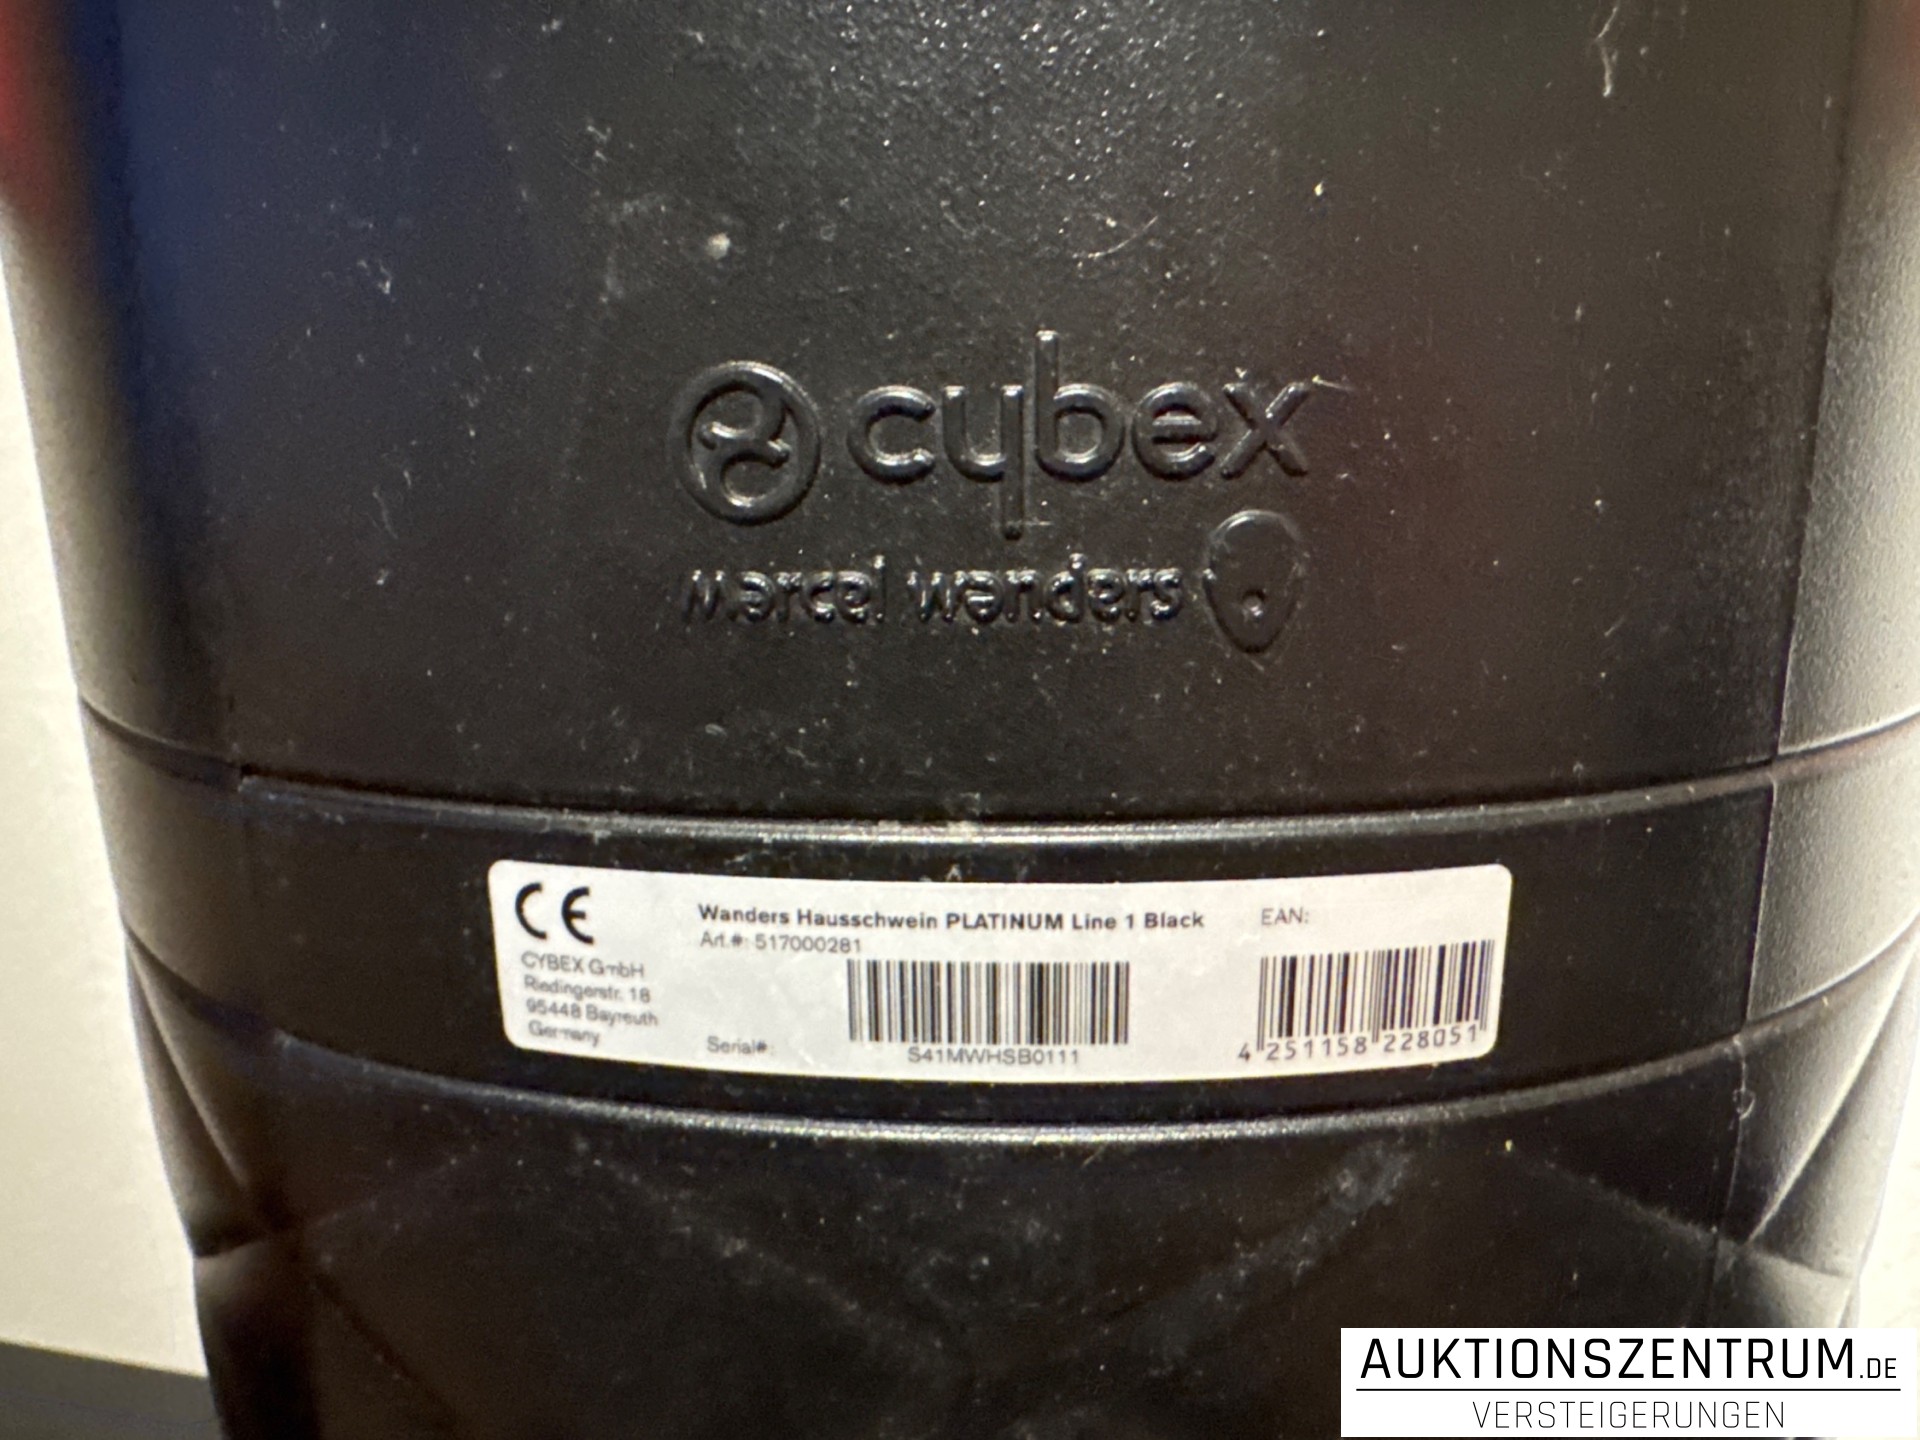 cybex
marcel wanders
CE
Wanders Hausschwein PLATINUM Line 1 Black
Art.#: 517000281
EAN:
CYBEX GmbH
Riedingerstr. 18
95448 Bayreuth
Germany
Serial#:
S41MWHSB0111
4 251158 228051
AUKTIONSZENTRUM.DE
VERSTEIGERUNGEN